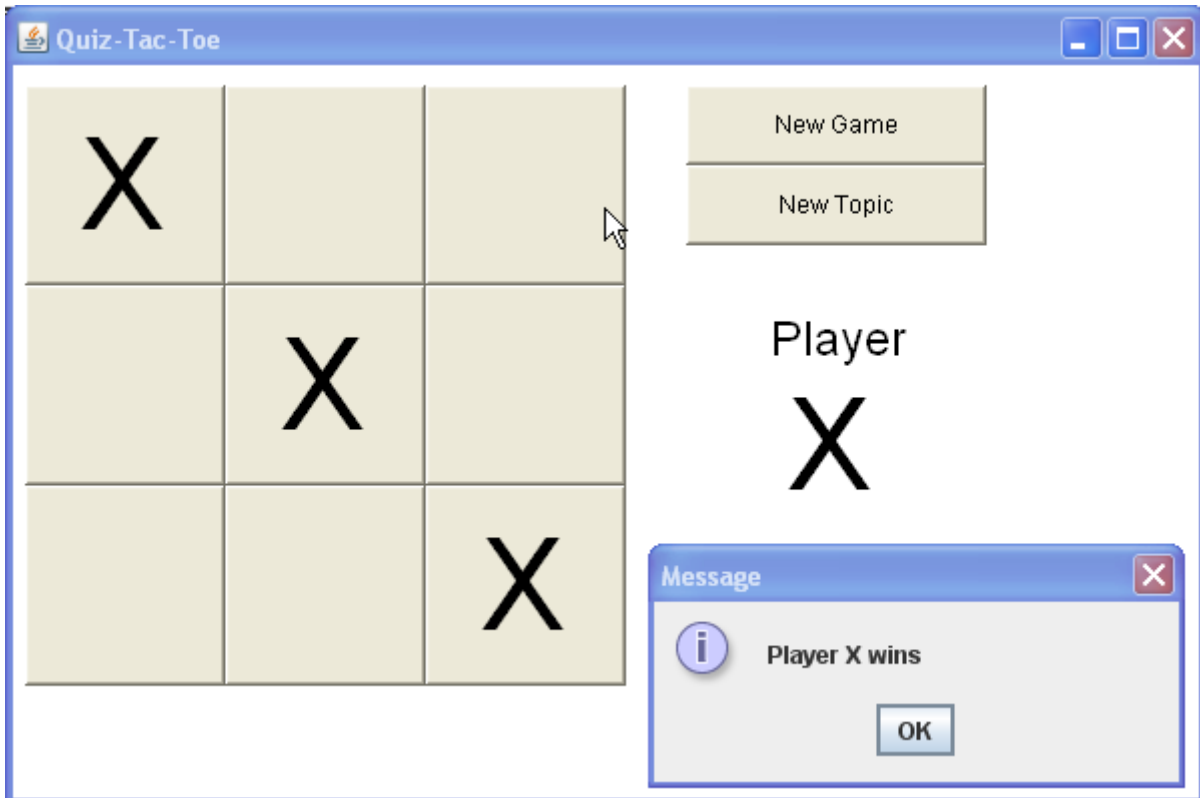 Quiz-Tac-Toe
X
X
X
New Game
New Topic
Player
X
Message
i
Player X wins
OK